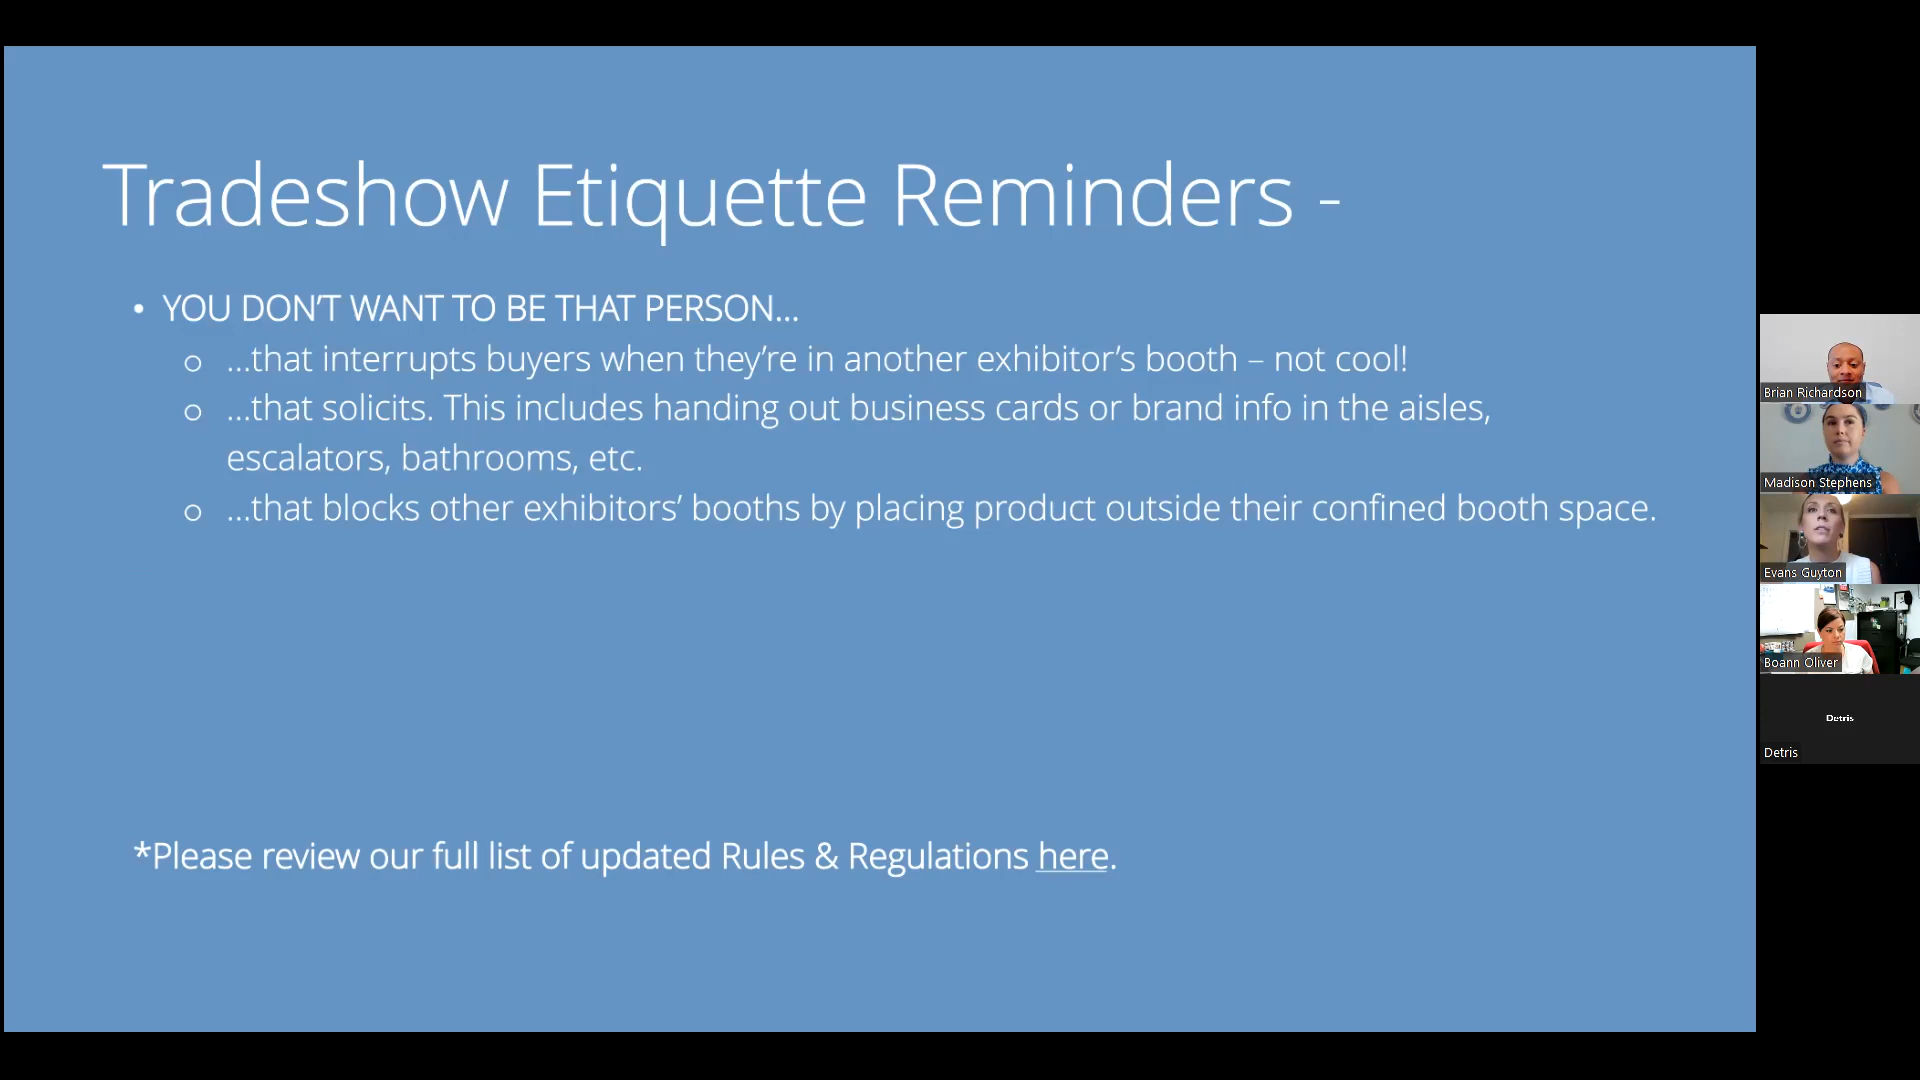 Tradeshow Etiquette Reminders -
• YOU DON’T WANT TO BE THAT PERSON...
o ...that interrupts buyers when they’re in another exhibitor’s booth – not cool!
o ...that solicits. This includes handing out business cards or brand info in the aisles,
escalators, bathrooms, etc.
o ...that blocks other exhibitors’ booths by placing product outside their confined booth space.
*Please review our full list of updated Rules & Regulations here.
Brian Richardson
Madison Stephens
Evans Guyton
Boann Oliver
Detris
Detris